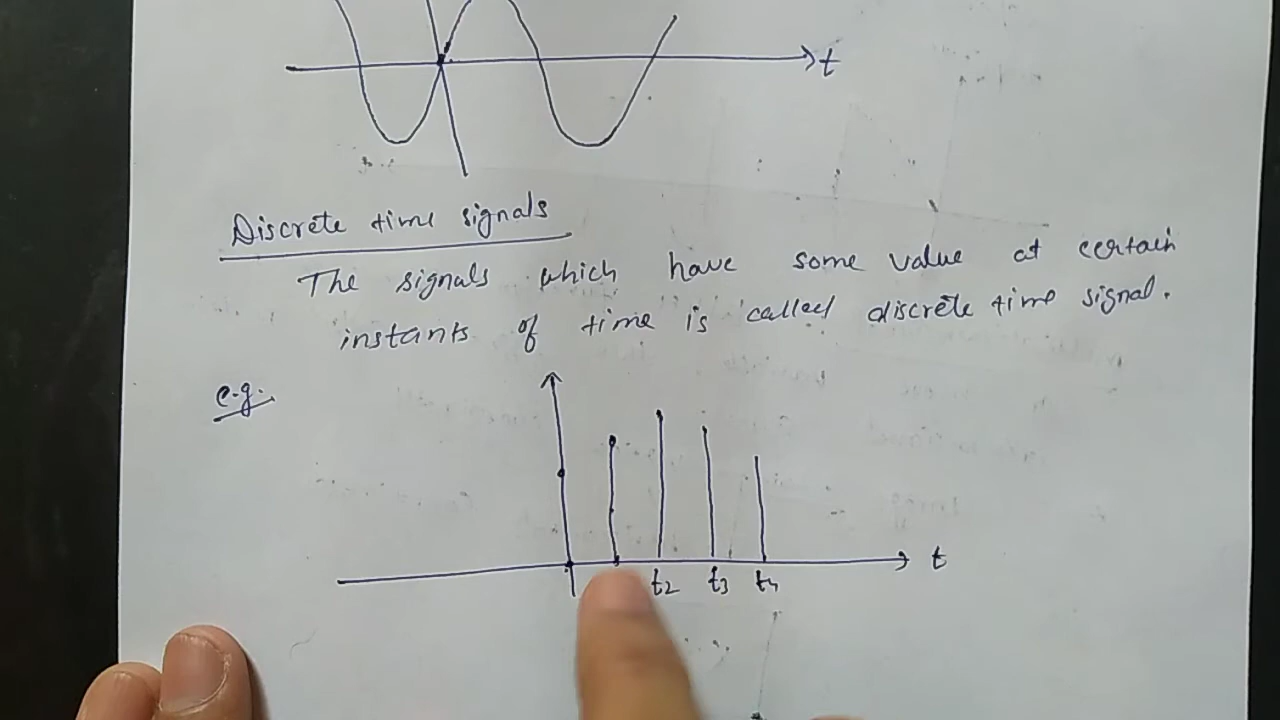 t
Discrete time signals
The signals which have some value at certain
instants of time is called discrete time signal.
e.g.
t
t2 t3 t4